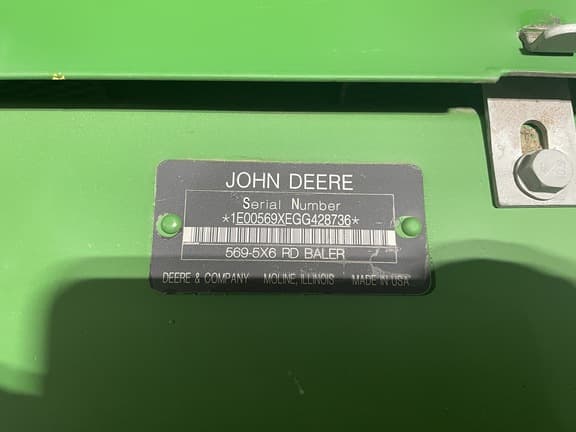 JOHN DEERE
Serial Number
*1E00569XEGG428736*
569-5X6 RD BALER
DEERE & COMPANY MOLINE, ILLINOIS MADE IN USA